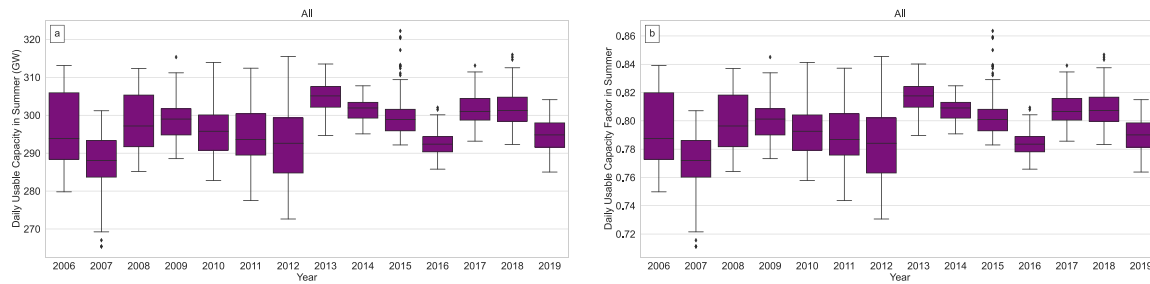 All
a
Daily Usable Capacity in Summer (GW)
320
310
300
290
280
270
2006 2007 2008 2009 2010 2011 2012 2013 2014 2015 2016 2017 2018 2019
Year
All
b
Daily Usable Capacity Factor in Summer
0.86
0.84
0.82
0.80
0.78
0.76
0.74
0.72
2006 2007 2008 2009 2010 2011 2012 2013 2014 2015 2016 2017 2018 2019
Year